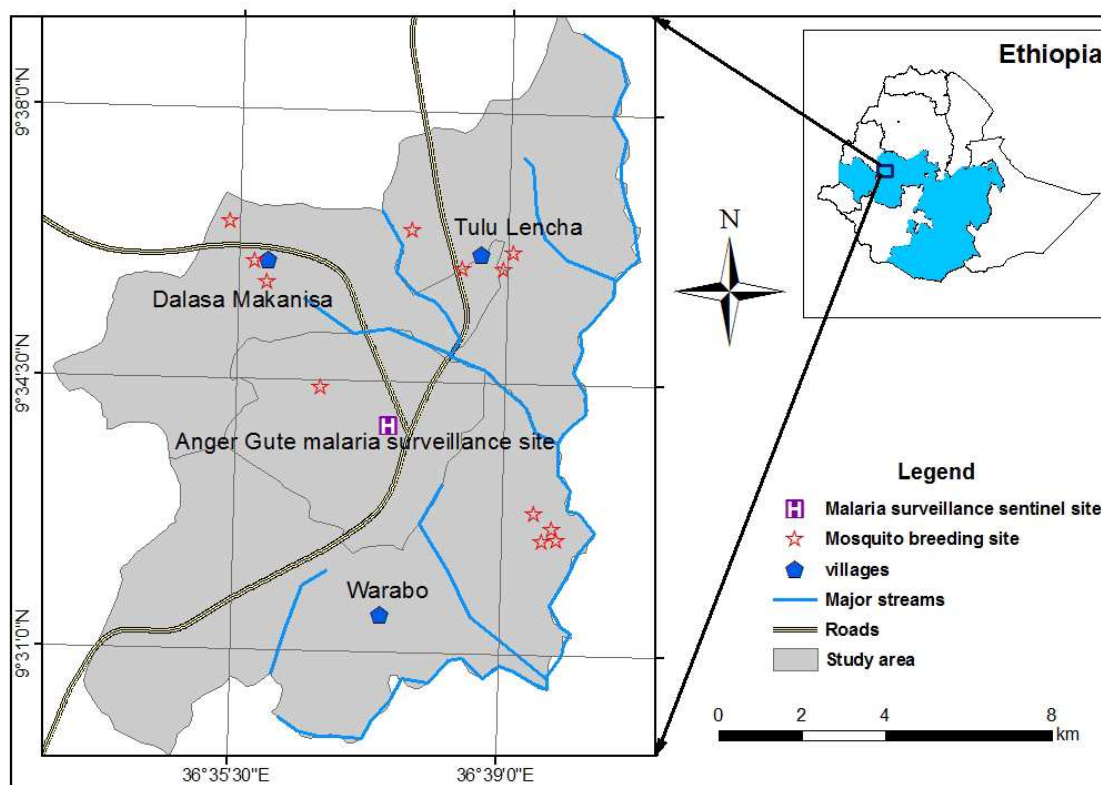 Ethiopia
9°38'0"N
Tulu Lencha
N
Dalasa Makanisa
9°34'30"N
H
Anger Gute malaria surveillance site
Legend
H Malaria surveillance sentinel site
Mosquito breeding site
villages
Warabo
Major streams
Roads
9°31'0"N
Study area
0 2 4 8
km
36°35'30"E 36°39'0"E